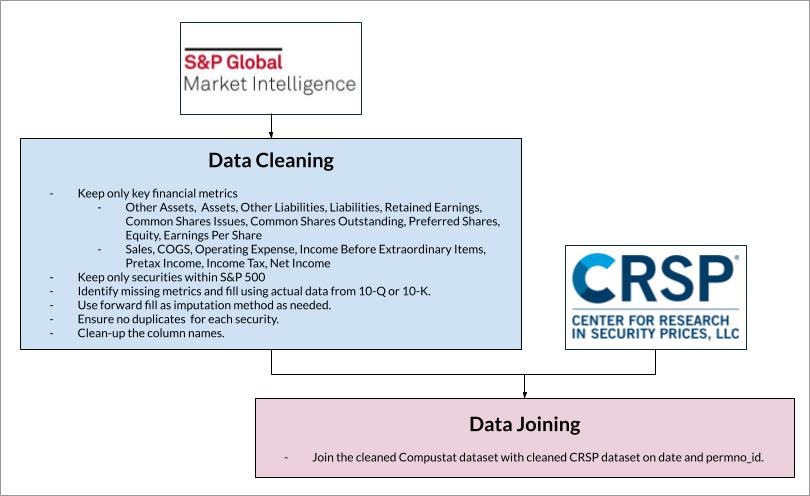 S&P Global
Market Intelligence
Data Cleaning
- Keep only key financial metrics
- Other Assets, Assets, Other Liabilities, Liabilities, Retained Earnings,
Common Shares Issues, Common Shares Outstanding, Preferred Shares,
Equity, Earnings Per Share
- Sales, COGS, Operating Expense, Income Before Extraordinary Items,
Pretax Income, Income Tax, Net Income
- Keep only securities within S&P 500
- Identify missing metrics and fill using actual data from 10-Q or 10-K.
- Use forward fill as imputation method as needed.
- Ensure no duplicates for each security.
- Clean-up the column names.
CRSP®
CENTER FOR RESEARCH
IN SECURITY PRICES, LLC
Data Joining
- Join the cleaned Compustat dataset with cleaned CRSP dataset on date and permno_id.